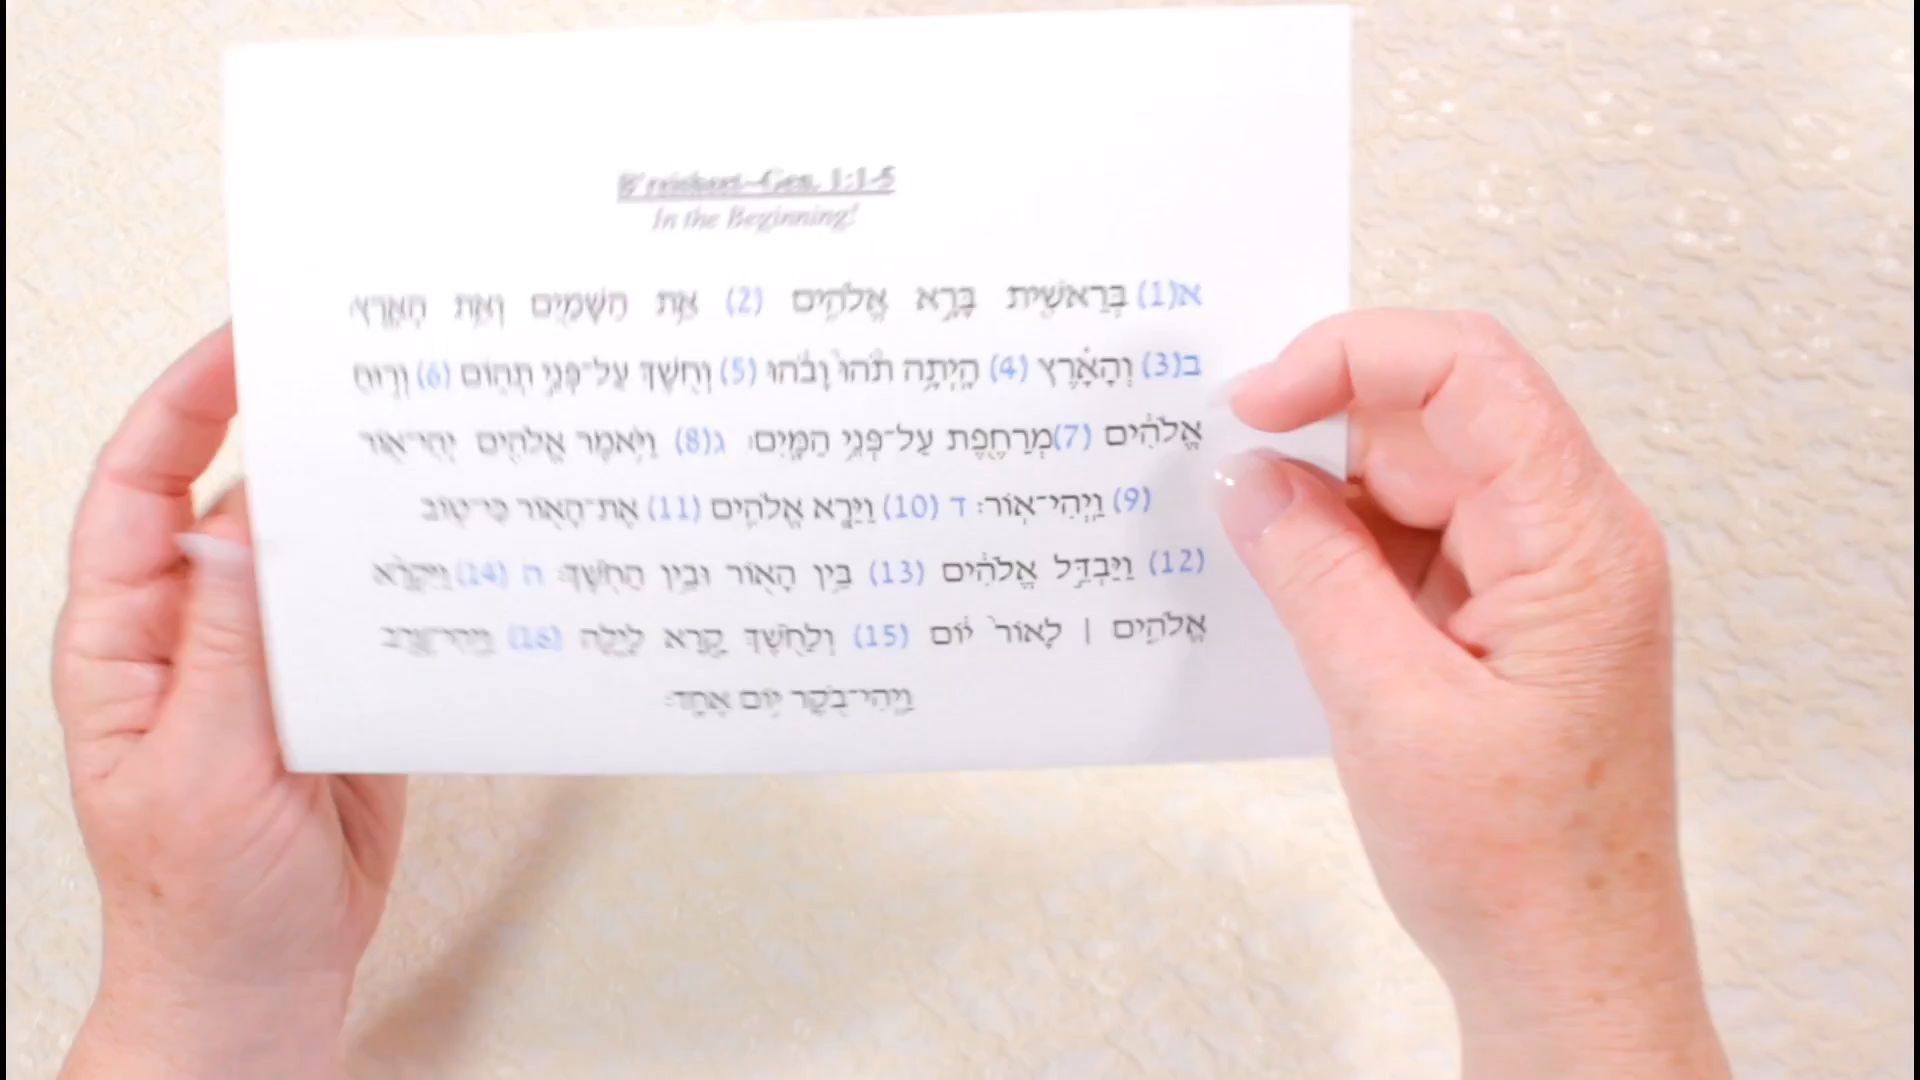 B'reisheet—Gen. 1:1-5
In the Beginning!
א(1) בְּרֵאשִׁית בָּרָא אֱלֹהִים (2) אֵת הַשָּׁמַיִם וְאֵת הָאָרֶץ׃
ב(3) וְהָאָרֶץ (4) הָיְתָה תֹהוּ וָבֹהוּ (5) וְחֹשֶׁךְ עַל־פְּנֵי תְהוֹם (6) וְרוּחַ
אֱלֹהִים (7)מְרַחֶפֶת עַל־פְּנֵי הַמָּיִם׃ ג(8) וַיֹּאמֶר אֱלֹהִים יְהִי־אוֹר
(9) וַיְהִי־אוֹר׃ ד (10) וַיַּרְא אֱלֹהִים (11) אֶת־הָאוֹר כִּי־טוֹב
(12) וַיַּבְדֵּל אֱלֹהִים (13) בֵּין הָאוֹר וּבֵין הַחֹשֶׁךְ׃ ה (14) וַיִּקְרָא
אֱלֹהִים | לָאוֹר יוֹם (15) וְלַחֹשֶׁךְ קָרָא לָיְלָה (16) וַיְהִי־עֶרֶב
וַיְהִי־בֹקֶר יוֹם אֶחָד׃